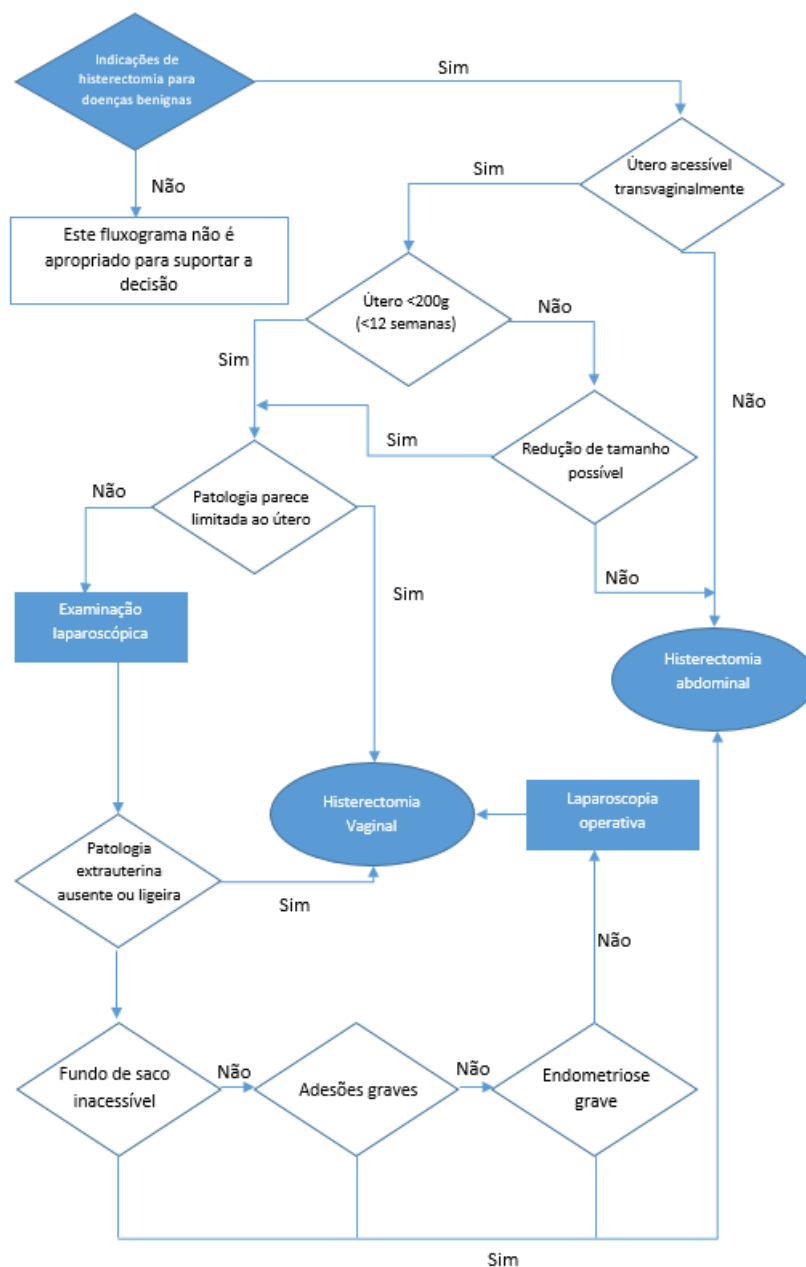 Indicações de
histerectomia para
doenças benignas
Sim
Não
Útero acessível
transvaginalmente
Sim
Este fluxograma não é
apropriado para suportar a
decisão
Útero <200g
(<12 semanas)
Não
Sim
Não
Sim
Redução de tamanho
possível
Não
Patologia parece
limitada ao útero
Não
Sim
Examinação
laparoscópica
Histerectomia
abdominal
Histerectomia
Vaginal
Laparoscopia
operativa
Patologia
extrauterina
ausente ou ligeira
Sim
Não
Fundo de saco
inacessível
Não
Adesões graves
Não
Endometriose
grave
Sim